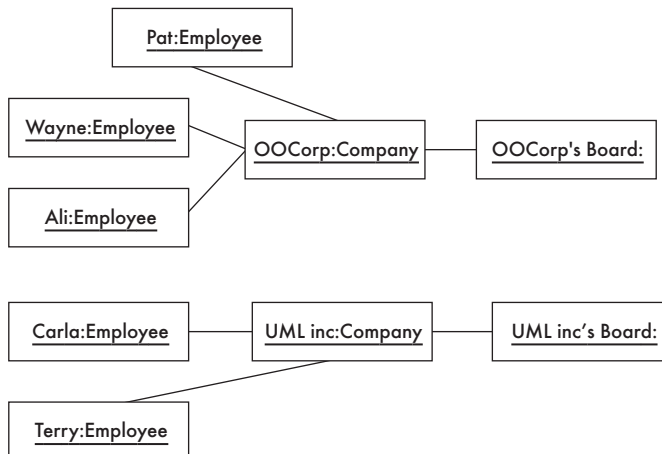 Pat:Employee
Wayne:Employee
OOCorp:Company
OOCorp's Board:
Ali:Employee
Carla:Employee
UML inc:Company
UML inc’s Board:
Terry:Employee